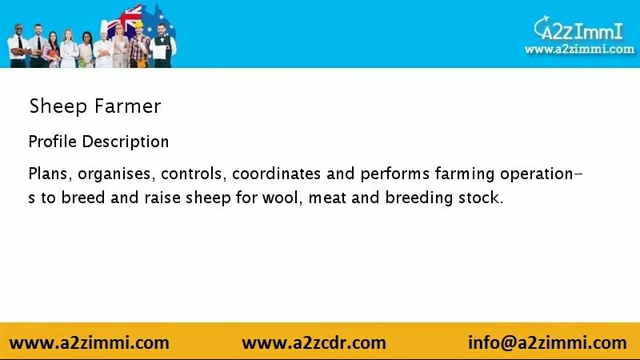 A2ZImmI
www.a2zimmi.com
Sheep Farmer
Profile Description
Plans, organises, controls, coordinates and performs farming operation-
s to breed and raise sheep for wool, meat and breeding stock.
www.a2zimmi.com www.a2zcdr.com info@a2zimmi.com